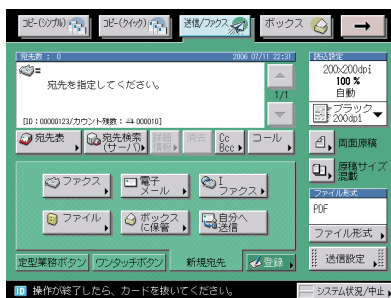 コピー(シンプル)
コピー(クイック)
送信/ファクス
ボックス
宛先数 : 0
2006 07/11 22:31
読込設定
宛先を指定してください。
200×200dpi
100 %
自動
1/1
ブラック
200dpi
[ID:00000123/カウント残数: 000010]
宛先表
宛先検索
(サーバ)
詳細
情報
消去
Cc
Bcc
コール
両面原稿
原稿サイズ
混載
ファクス
電子
メール
I
ファクス
ファイル
ボックス
に保管
自分へ
送信
ファイル形式
PDF
ファイル形式
定型業務ボタン
ワンタッチボタン
新規宛先
登録
送信設定
ID 操作が終了したら、カードを抜いてください。
システム状況/中止